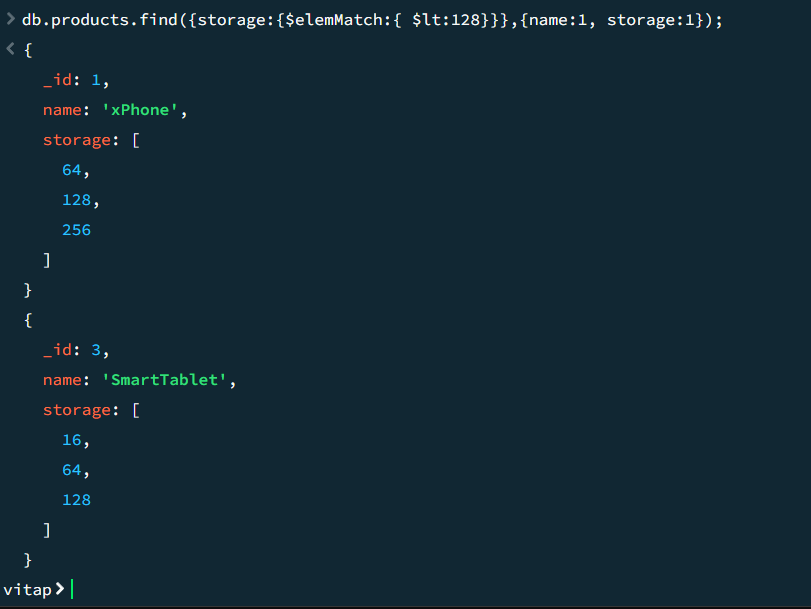 > db.products.find({storage:{$elemMatch:{ $lt:128}}},{name:1, storage:1});
< {
_id: 1,
name: 'xPhone',
storage: [
64,
128,
256
]
}
{
_id: 3,
name: 'SmartTablet',
storage: [
16,
64,
128
]
}
vitap>